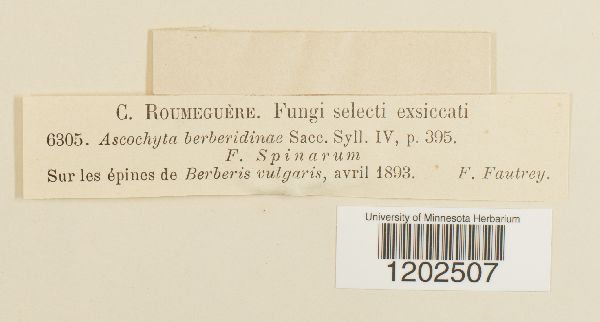 C. ROUMEGUÈRE. Fungi selecti exsiccati
6305. Ascochyta berberidinae Sacc. Syll. IV, p. 395.
F. Spinarum
Sur les épines de Berberis vulgaris, avril 1893. F. Fautrey.
University of Minnesota Herbarium
1202507